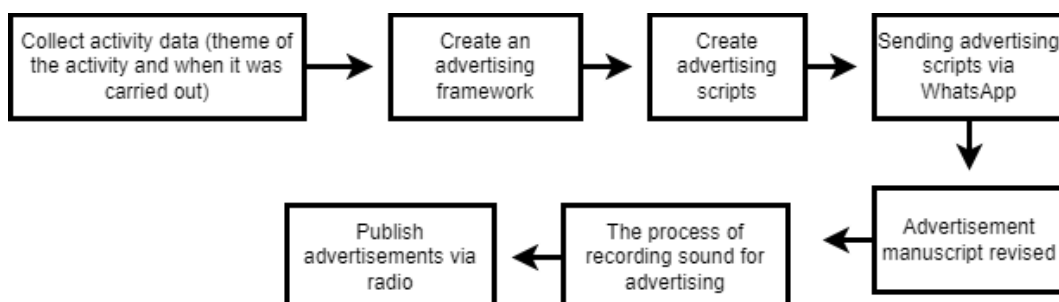 Collect activity data (theme of
the activity and when it was
carried out)
Create an
advertising
framework
Create
advertising
scripts
Sending advertising
scripts via
WhatsApp
Advertisement
manuscript revised
The process of
recording sound for
advertising
Publish
advertisements via
radio